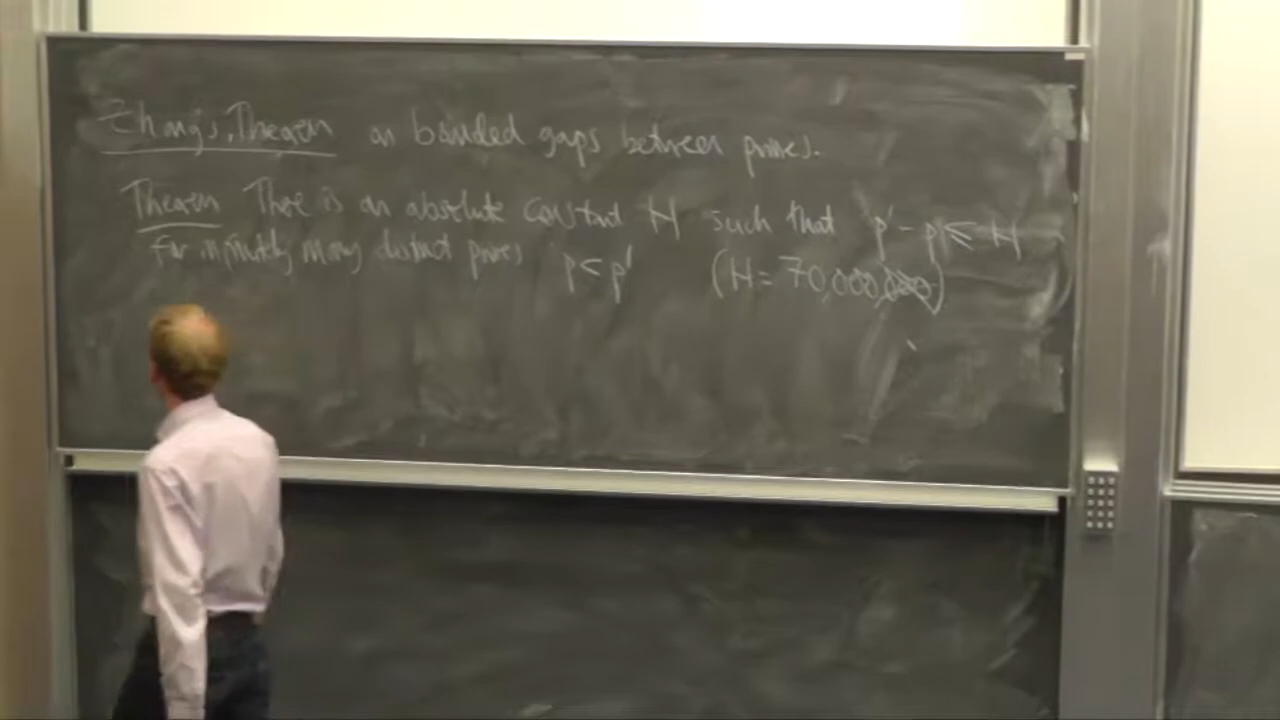 Zhang's Theorem on bounded gaps between primes.
Theorem There is an absolute constant H such that p' - p ≤ H
for infinitely many distinct primes p < p' (H = 70,000,000)